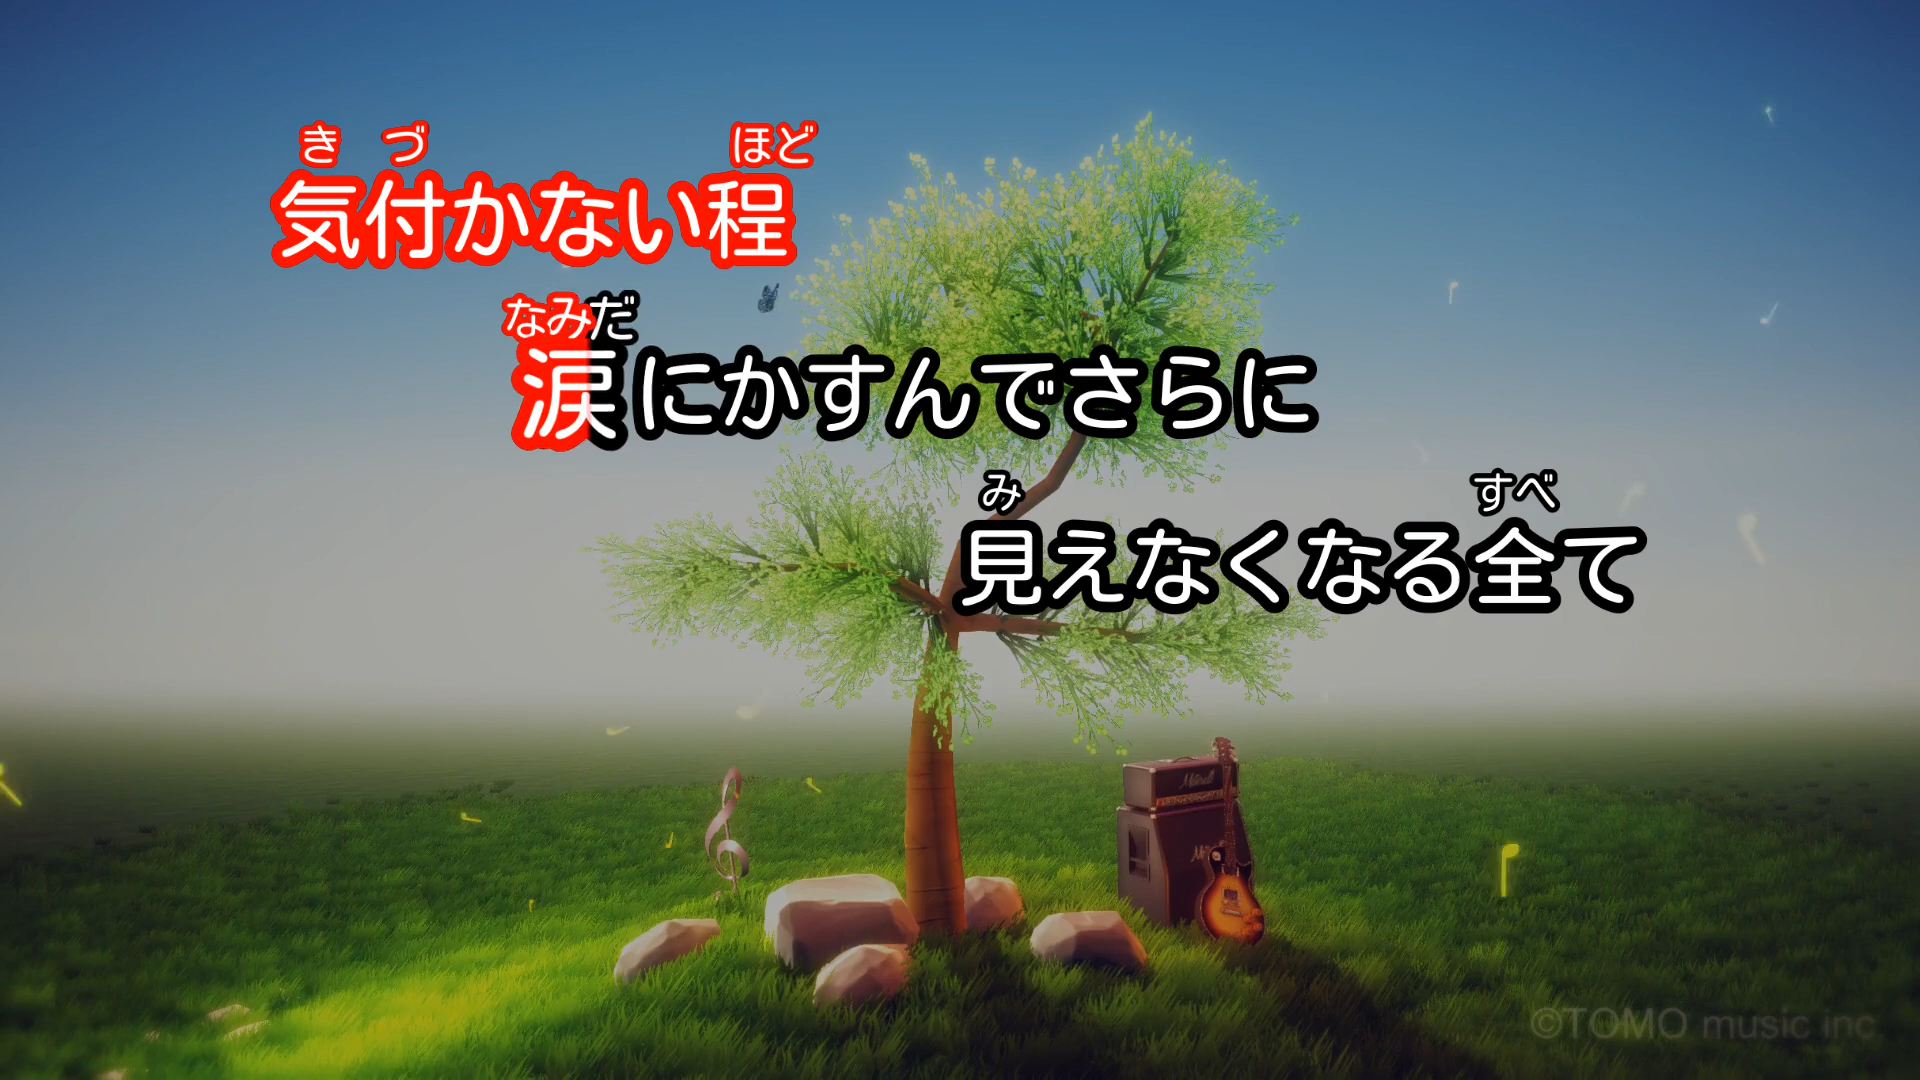 き づ ほど
気付かない程
なみだ
涙にかすんでさらに
み すべ
見えなくなる全て
©TOMO music inc